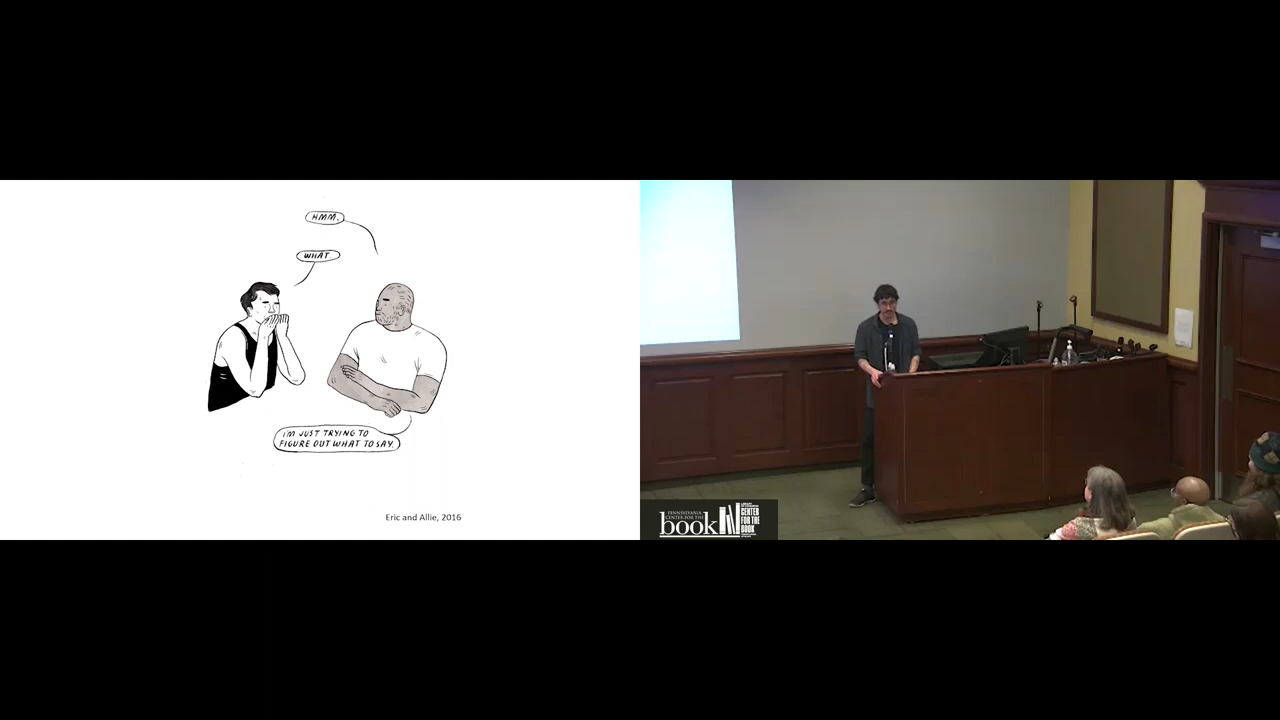 HMM.
WHAT.
I'M JUST TRYING TO
FIGURE OUT WHAT TO SAY.
Eric and Allie, 2016
PENNSYLVANIA
CENTER FOR THE
book
CENTER
FOR THE
BOOK